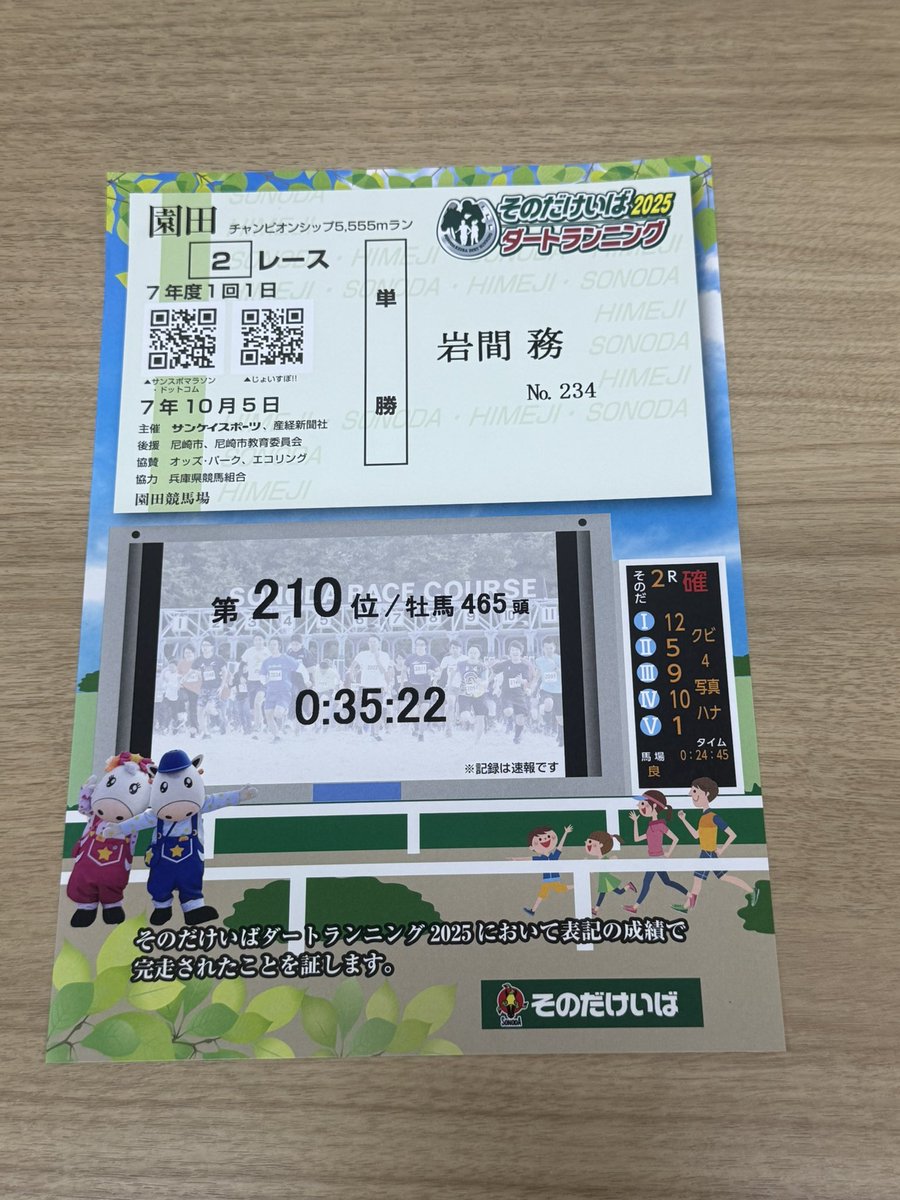 園田 チャンピオンシップ5,555mラン
2 レース
7年度1回1日
▲サンスポマラソン
・ドットコム
▲じょいすぽ!!
7年10月5日
主催 サンケイスポーツ、産経新聞社
後援 尼崎市、尼崎市教育委員会
協賛 オッズ・パーク、エコリング
協力 兵庫県競馬組合
園田競馬場
単勝
そのだけいば2025
ダートランニング
岩間 務
No. 234
SONODA
HIMEJI
HIMEJI・SONODA・HIMEJI・SONODA
HIMEJI
SONODA
HIMEJI
SONODA・HIMEJI・SONODA
HIMEJI
RACE COURSE
第 210 位/牡馬 465 頭
0:35:22
※記録は速報です
そのだ 2R 確
Ⅰ 12
クビ
Ⅱ 5
4
Ⅲ 9
写真
Ⅳ 10
ハナ
Ⅴ 1
馬場 良
タイム
0:24:45
そのだけいばダートランニング2025において表記の成績で
完走されたことを証します。
SONODA
そのだけいば